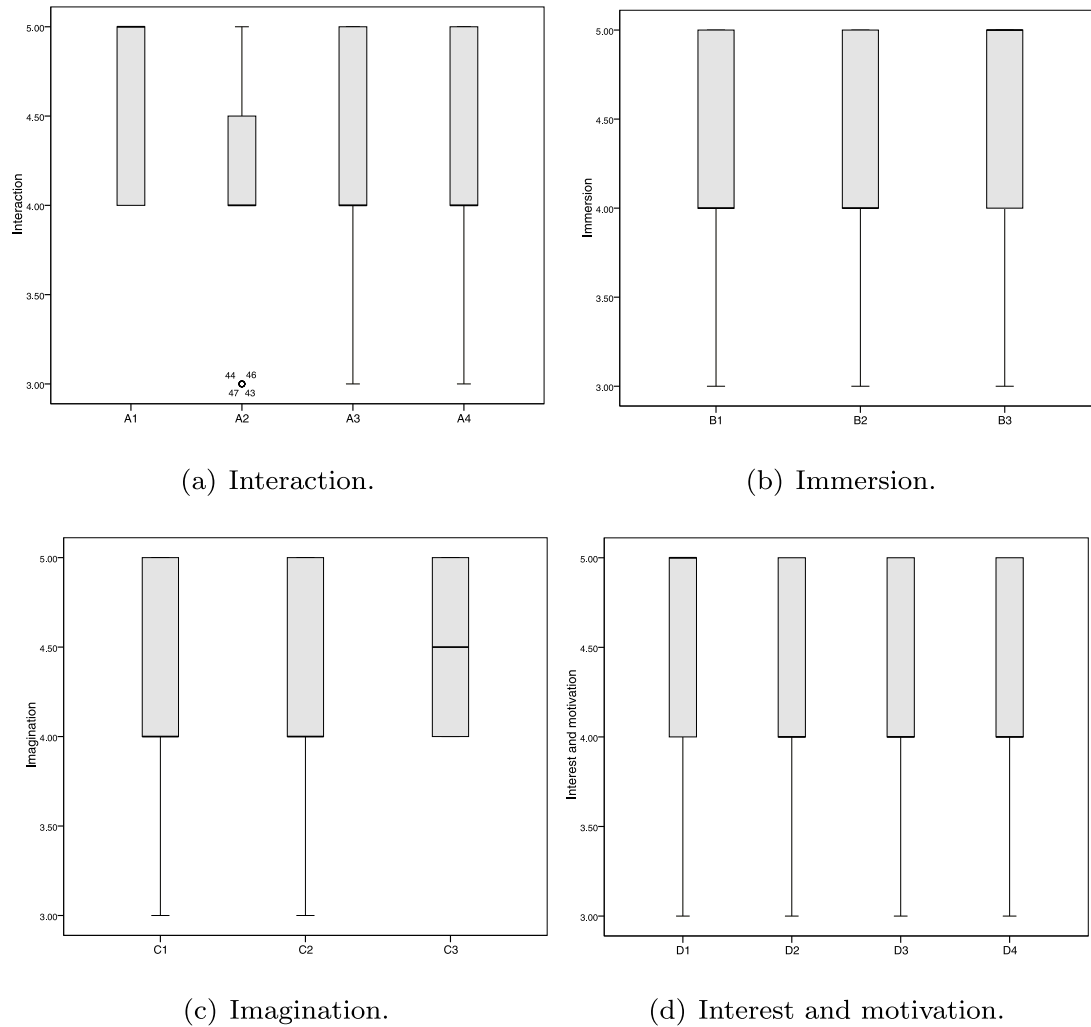 5.00
4.50
4.00
3.50
3.00
Interaction
44 46
47 43
A1 A2 A3 A4
(a) Interaction.
5.00
4.50
4.00
3.50
3.00
Immersion
B1 B2 B3
(b) Immersion.
5.00
4.50
4.00
3.50
3.00
Imagination
C1 C2 C3
(c) Imagination.
5.00
4.50
4.00
3.50
3.00
Interest and motivation
D1 D2 D3 D4
(d) Interest and motivation.